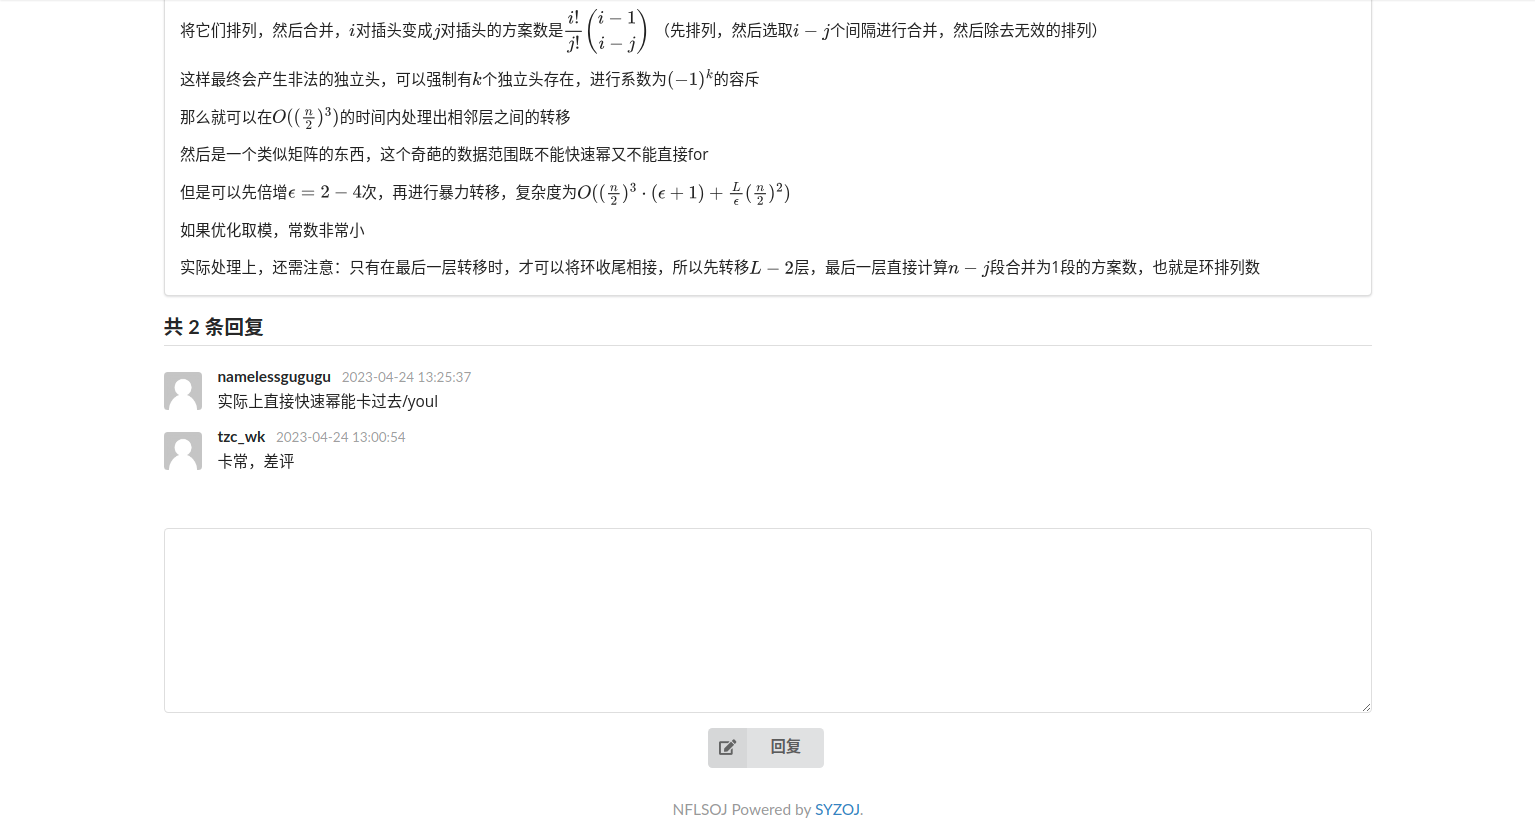 将它们排列，然后合并，i对插头变成j对插头的方案数是\frac{i!}{j!}\binom{i-1}{i-j}（先排列，然后选取i − j个间隔进行合并，然后除去无效的排列）
这样最终会产生非法的独立头，可以强制有k个独立头存在，进行系数为(−1)^k的容斥
那么就可以在O((\frac{n}{2})^3)的时间内处理出相邻层之间的转移
然后是一个类似矩阵的东西，这个奇葩的数据范围既不能快速幂又不能直接for
但是可以先倍增ϵ = 2 − 4次，再进行暴力转移，复杂度为O((\frac{n}{2})^3 · (ϵ + 1) + \frac{L}{ϵ}(\frac{n}{2})^2)
如果优化取模，常数非常小
实际处理上，还需注意：只有在最后一层转移时，才可以将环收尾相接，所以先转移L − 2层，最后一层直接计算n − j段合并为1段的方案数，也就是环排列数
共 2 条回复
namelessgugugu 2023-04-24 13:25:37
实际上直接快速幂能卡过去/youl
tzc_wk 2023-04-24 13:00:54
卡常，差评
回复
NFLSOJ Powered by SYZOJ.